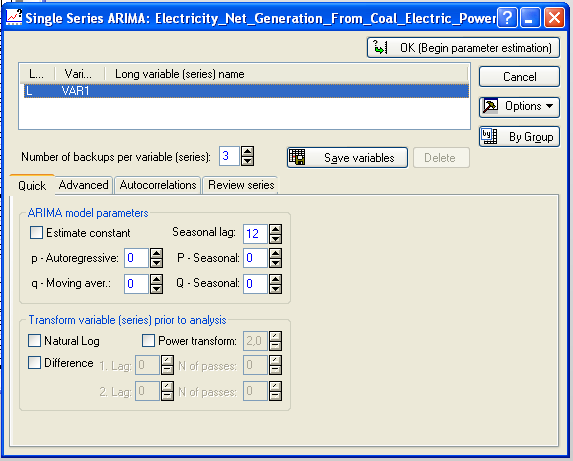 Single Series ARIMA: Electricity_Net_Generation_From_Coal_Electric_Power
OK (Begin parameter estimation)
L... Vari... Long variable (series) name
L VAR1
Cancel
Options
By Group
Number of backups per variable (series): 3 Save variables Delete
Quick Advanced Autocorrelations Review series
ARIMA model parameters
Estimate constant Seasonal lag: 12
p - Autoregressive: 0 P - Seasonal: 0
q - Moving aver.: 0 Q - Seasonal: 0
Transform variable (series) prior to analysis
Natural Log Power transform: 2,0
Difference 1. Lag: 0 N of passes: 0
2. Lag: 0 N of passes: 0